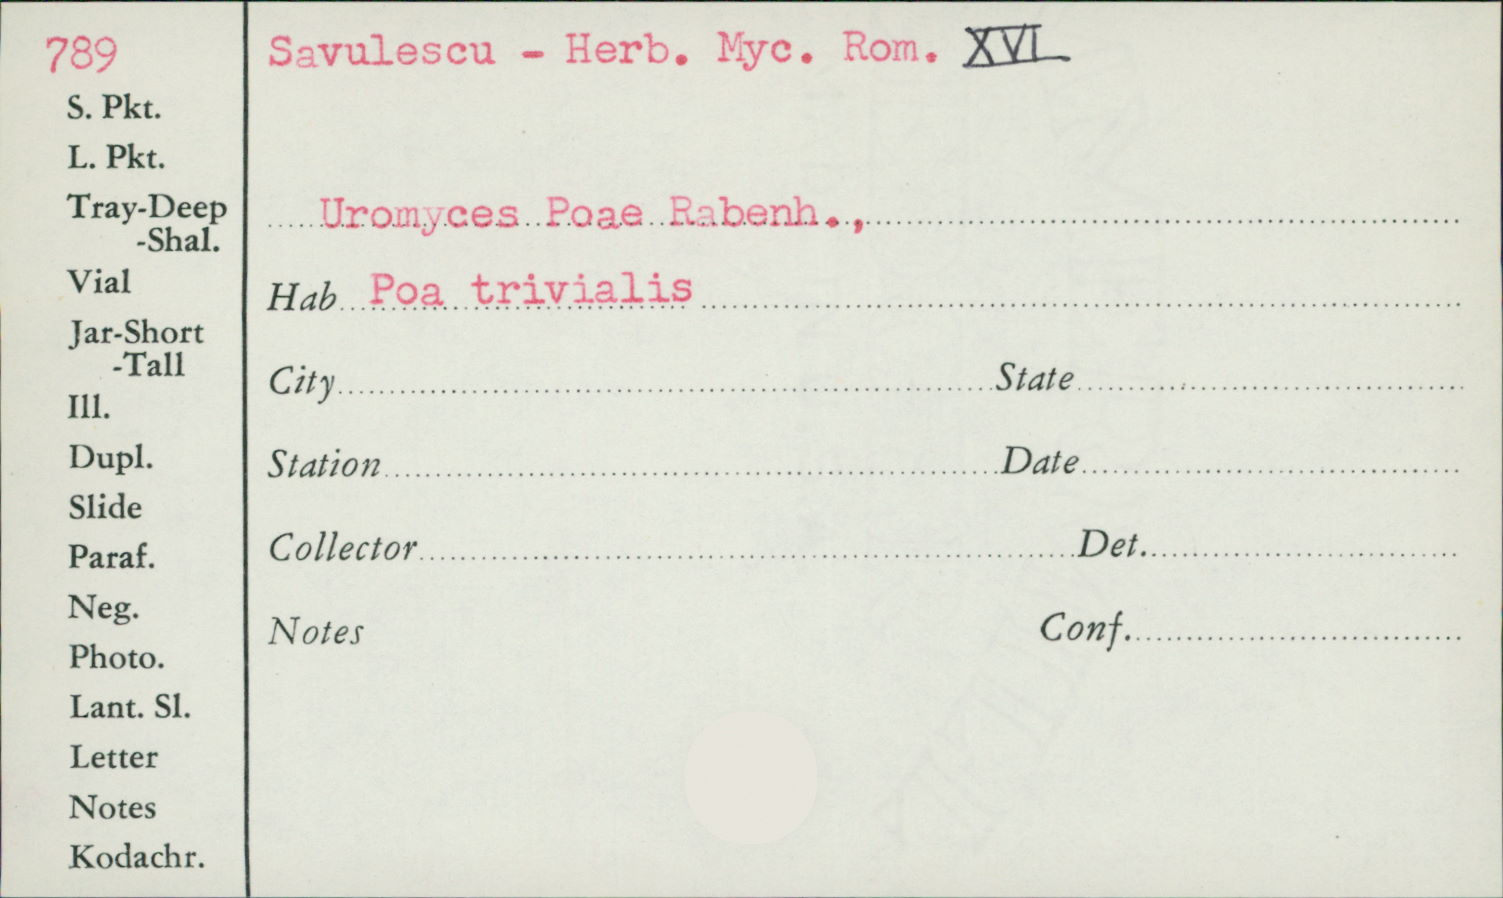 789
Savulescu - Herb. Myc. Rom. XVI
S. Pkt.
L. Pkt.
Tray-Deep
-Shal.
Vial
Jar-Short
-Tall
Ill.
Dupl.
Slide
Paraf.
Neg.
Photo.
Lant. Sl.
Letter
Notes
Kodachr.
Uromyces Poae Rabenh.,
Hab Poa trivialis
City State
Station Date
Collector Det.
Notes Conf.